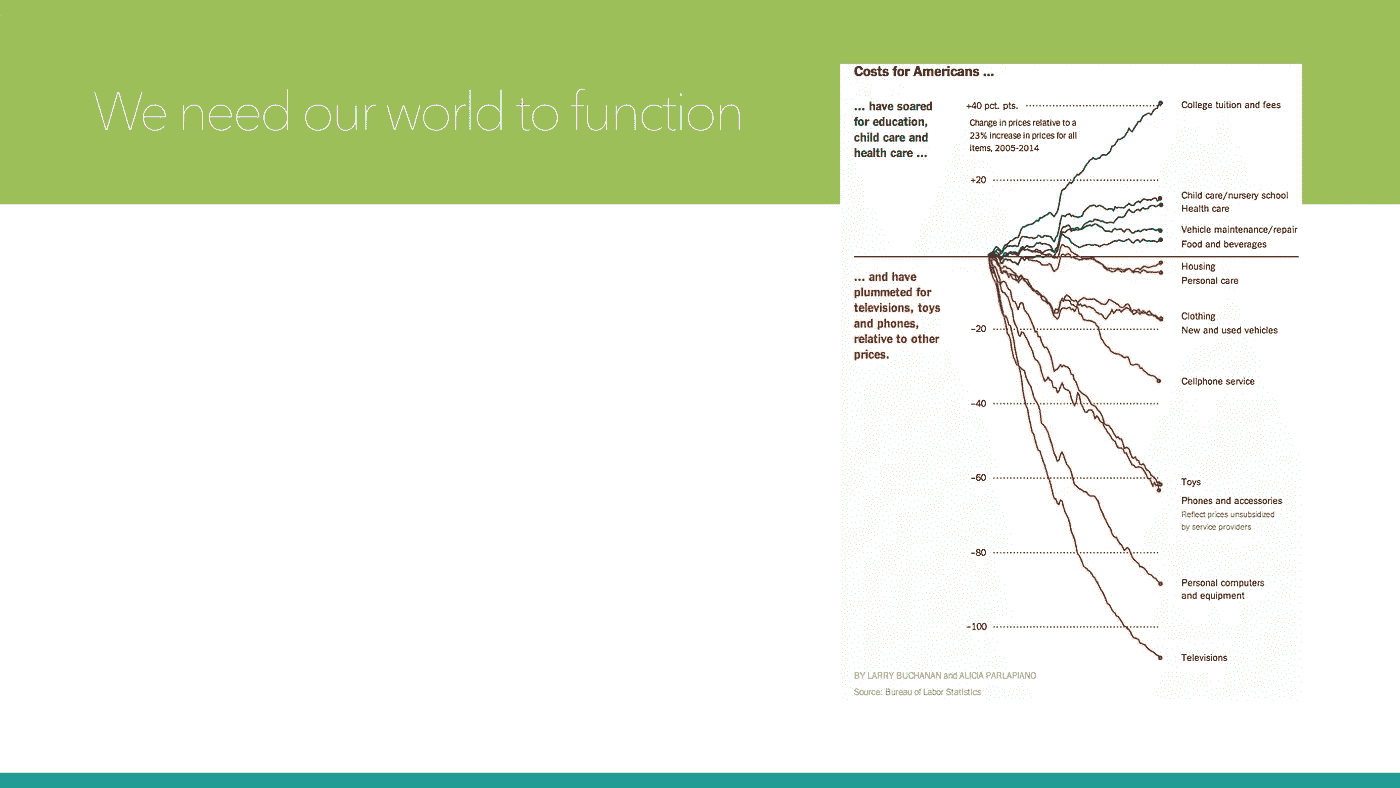 We need our world to function
Costs for Americans ...
... have soared
for education,
child care and
health care ...
+40 pct. pts.
Change in prices relative to a
23% increase in prices for all
items, 2005-2014
+20
College tuition and fees
Child care/nursery school
Health care
Vehicle maintenance/repair
Food and beverages
... and have
plummeted for
televisions, toys
and phones,
relative to other
prices.
Housing
Personal care
Clothing
New and used vehicles
–20
Cellphone service
–40
–60
Toys
Phones and accessories
Reflect prices unsubsidized
by service providers
–80
Personal computers
and equipment
–100
Televisions
BY LARRY BUCHANAN and ALICIA PARLAPIANO
Source: Bureau of Labor Statistics